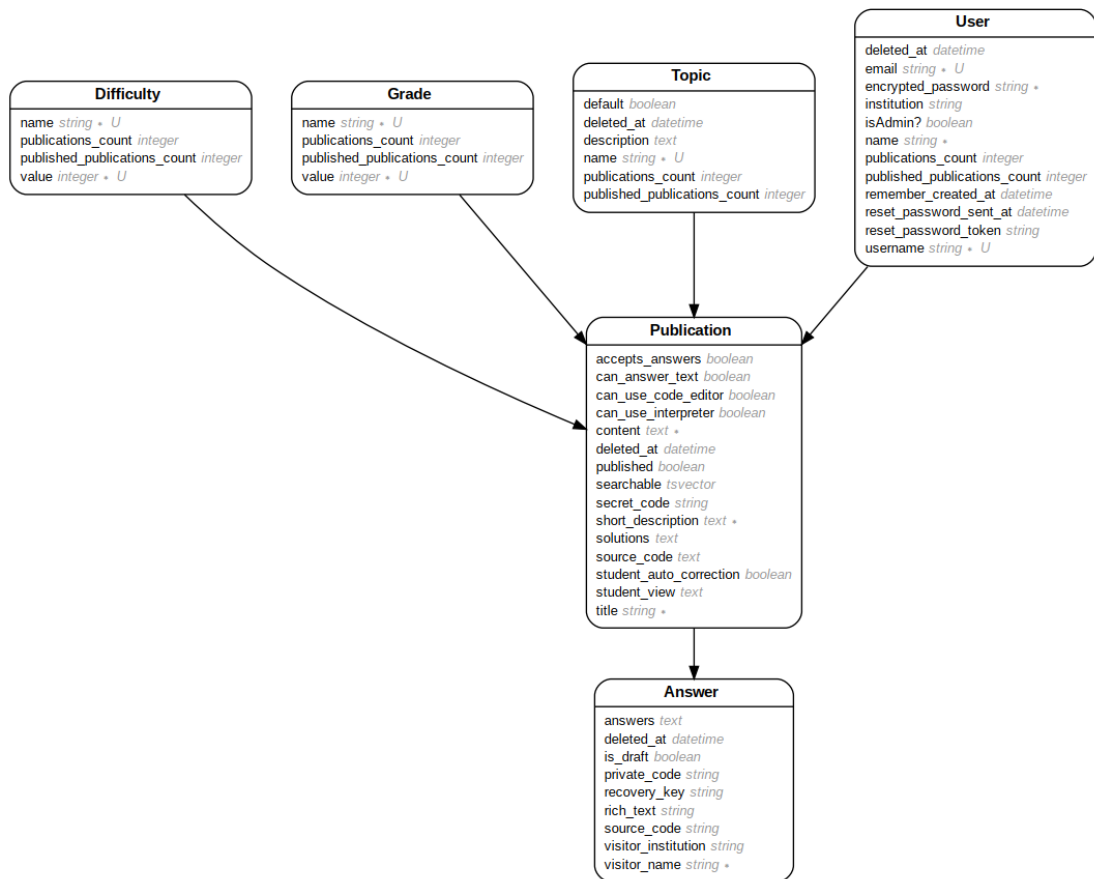 User
deleted_at datetime
email string • U
encrypted_password string •
institution string
isAdmin? boolean
name string •
publications_count integer
published_publications_count integer
remember_created_at datetime
reset_password_sent_at datetime
reset_password_token string
username string • U
Topic
default boolean
deleted_at datetime
description text
name string • U
publications_count integer
published_publications_count integer
Difficulty
name string • U
publications_count integer
published_publications_count integer
value integer • U
Grade
name string • U
publications_count integer
published_publications_count integer
value integer • U
Publication
accepts_answers boolean
can_answer_text boolean
can_use_code_editor boolean
can_use_interpreter boolean
content text •
deleted_at datetime
published boolean
searchable tsvector
secret_code string
short_description text •
solutions text
source_code text
student_auto_correction boolean
student_view text
title string •
Answer
answers text
deleted_at datetime
is_draft boolean
private_code string
recovery_key string
rich_text string
source_code string
visitor_institution string
visitor_name string •